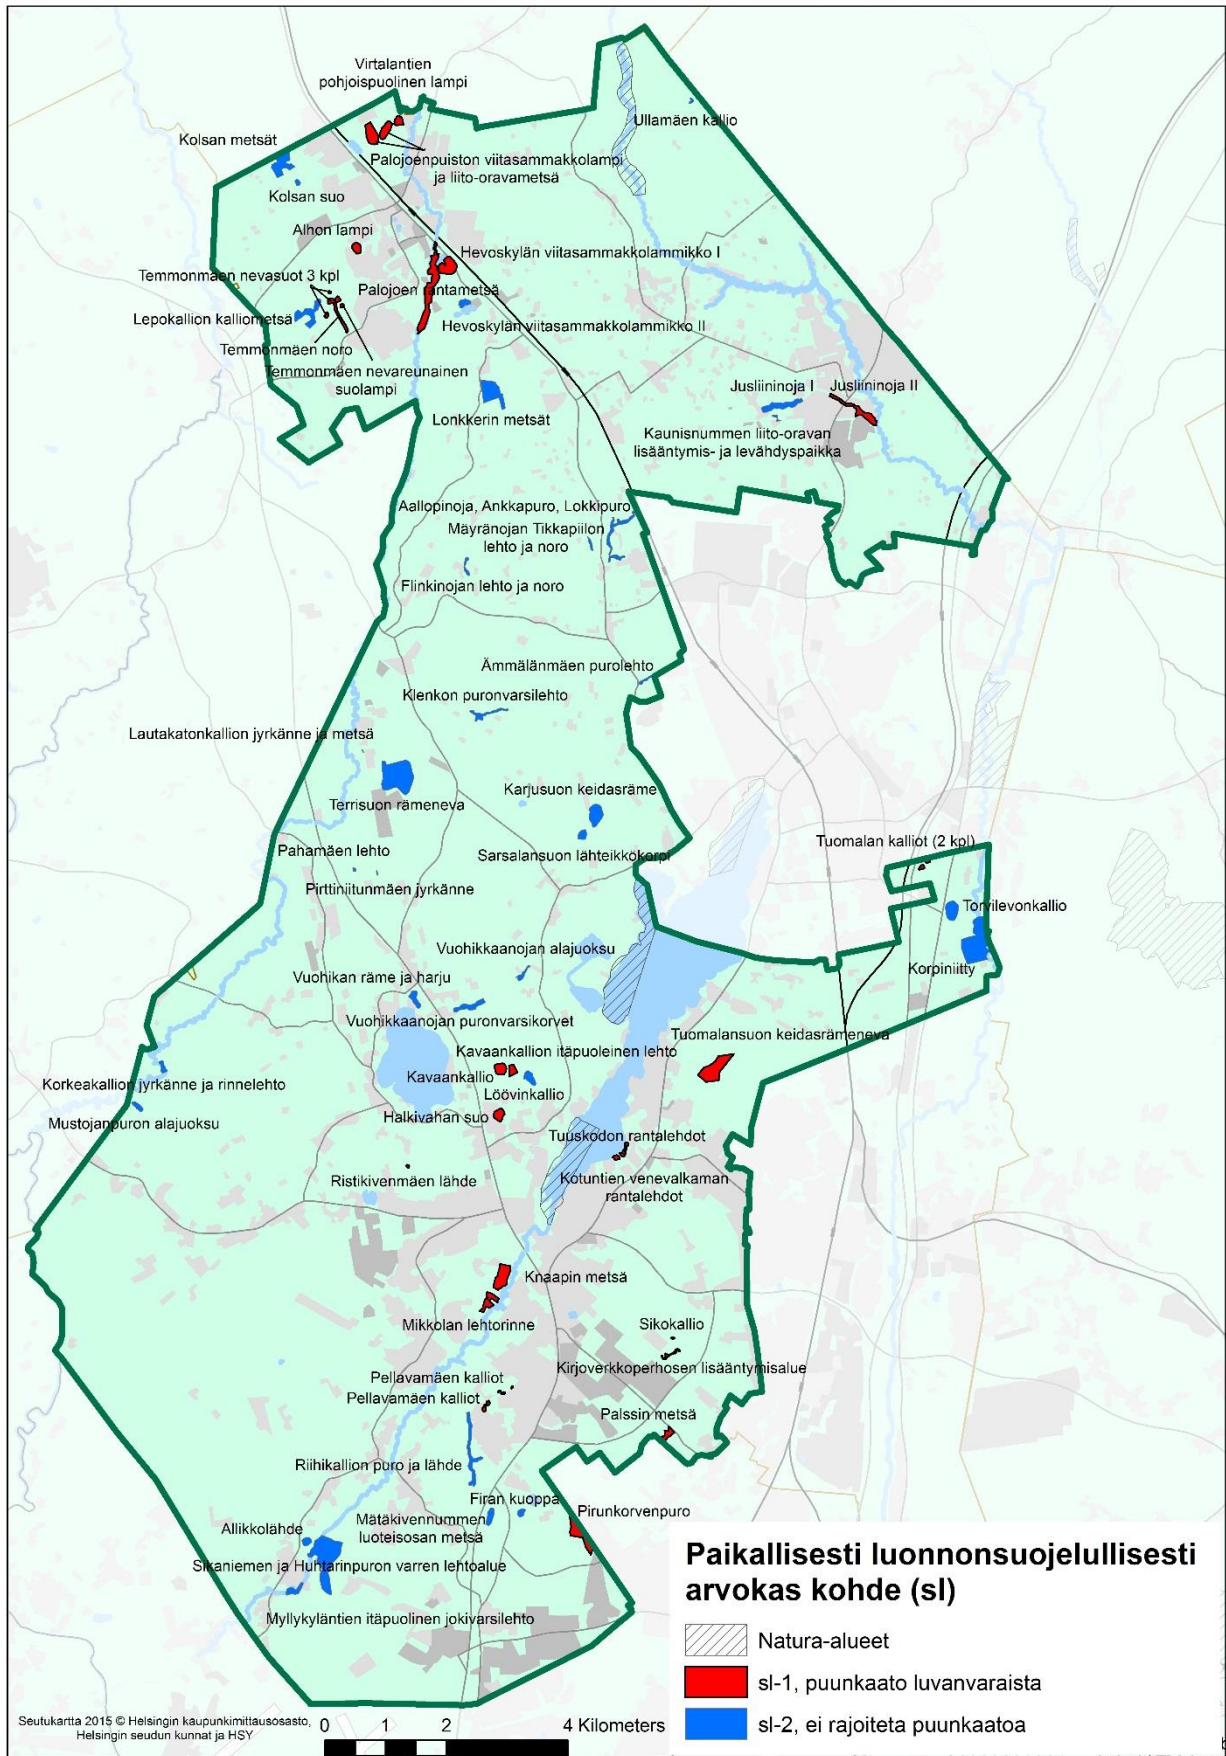 Virtalantien
pohjoispuolinen lampi
Ullamäen kallio
Kolsan metsät
Palojoenpuiston viitasammakkolampi
ja liito-oravametsä
Kolsan suo
Alhon lampi
Hevoskylän viitasammakkolammikko I
Temmonmäen nevasuot 3 kpl
Palojoen rantametsä
Lepokallion kalliometsä
Hevoskylän viitasammakkolammikko II
Temmonmäen noro
Temmonmäen nevareunainen
suolampi
Jusliininoja I
Jusliininoja II
Lonkkerin metsät
Kaunisnummen liito-oravan
lisääntymis- ja levähdyspaikka
Aallopinoja, Ankkapuro, Lokkipuro,
Mäyränojan Tikkapiilon
lehto ja noro
Flinkinojan lehto ja noro
Ämmälänmäen purolehto
Klenkon puronvarsilehto
Lautakatonkallion jyrkänne ja metsä
Terrisuon rämeneva
Karjusuon keidasräme
Tuomalan kalliot (2 kpl)
Pahamäen lehto
Sarsalansuon lähteikkökorpi
Pirttiniitunmäen jyrkänne
Torvilevonkallio
Vuohikkaanojan alajuoksu
Korpiniitty
Vuohikan räme ja harju
Vuohikkaanojan puronvarsikorvet
Tuomalansuon keidasrämeneva
Kavaankallion itäpuoleinen lehto
Kavaankallio
Korkeakallion jyrkänne ja rinnelehto
Löövinkallio
Mustojanpuron alajuoksu
Halkivahan suo
Tuuskodon rantalehdot
Ristikivenmäen lähde
Kotuntien venevalkaman
rantalehdot
Knaapin metsä
Mikkolan lehtorinne
Sikokallio
Kirjoverkkoperhosen lisääntymisalue
Pellavamäen kalliot
Pellavamäen kalliot
Palssin metsä
Riihikallion puro ja lähde
Firan kuoppa
Pirunkorvenpuro
Mätäkivennummen
luoteisosan metsä
Allikkolähde
Sikaniemen ja Huhtarinpuron varren lehtoalue
Myllykyläntien itäpuolinen jokivarsilehto
Paikallisesti luonnonsuojelullisesti
arvokas kohde (sl)
Natura-alueet
sl-1, puunkaato luvanvaraista
sl-2, ei rajoiteta puunkaatoa
Seutukartta 2015 © Helsingin kaupunkimittausosasto,
Helsingin seudun kunnat ja HSY
0 1 2 4 Kilometers